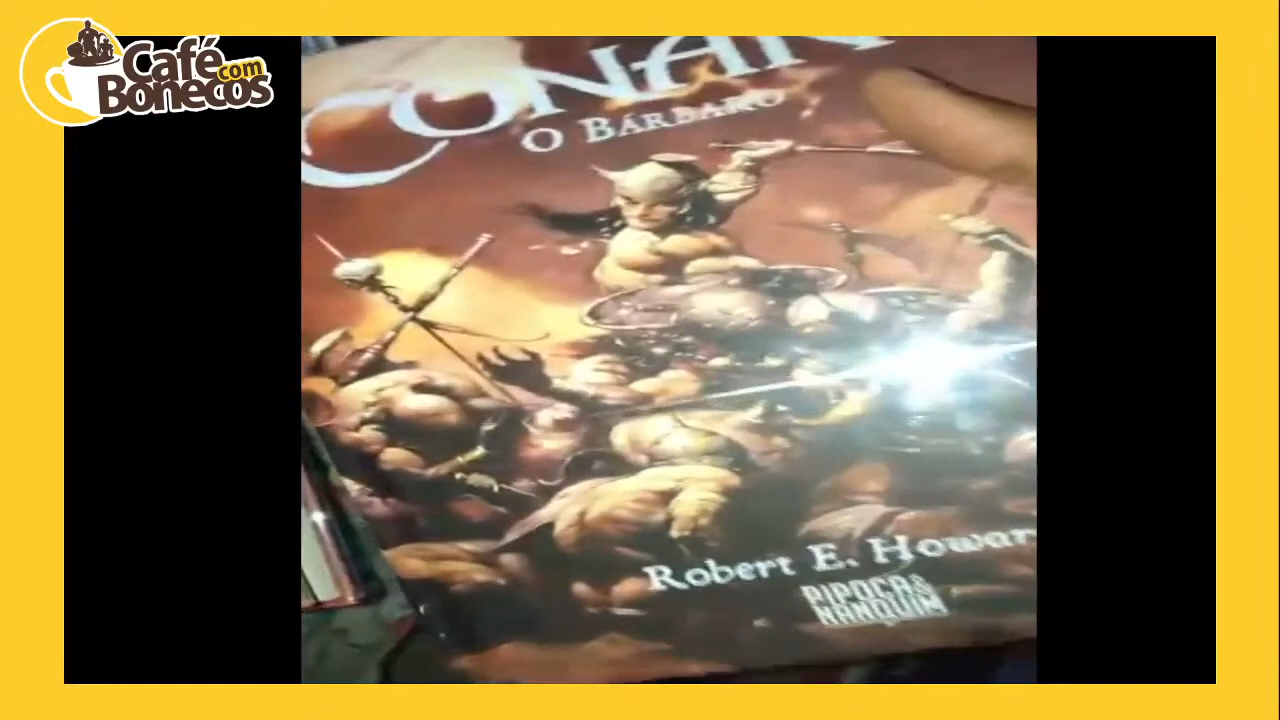 Café
com
Bonecos
CONAN
O BÁRBARO
Robert E. Howar
PIPOCA &
NANQUIM